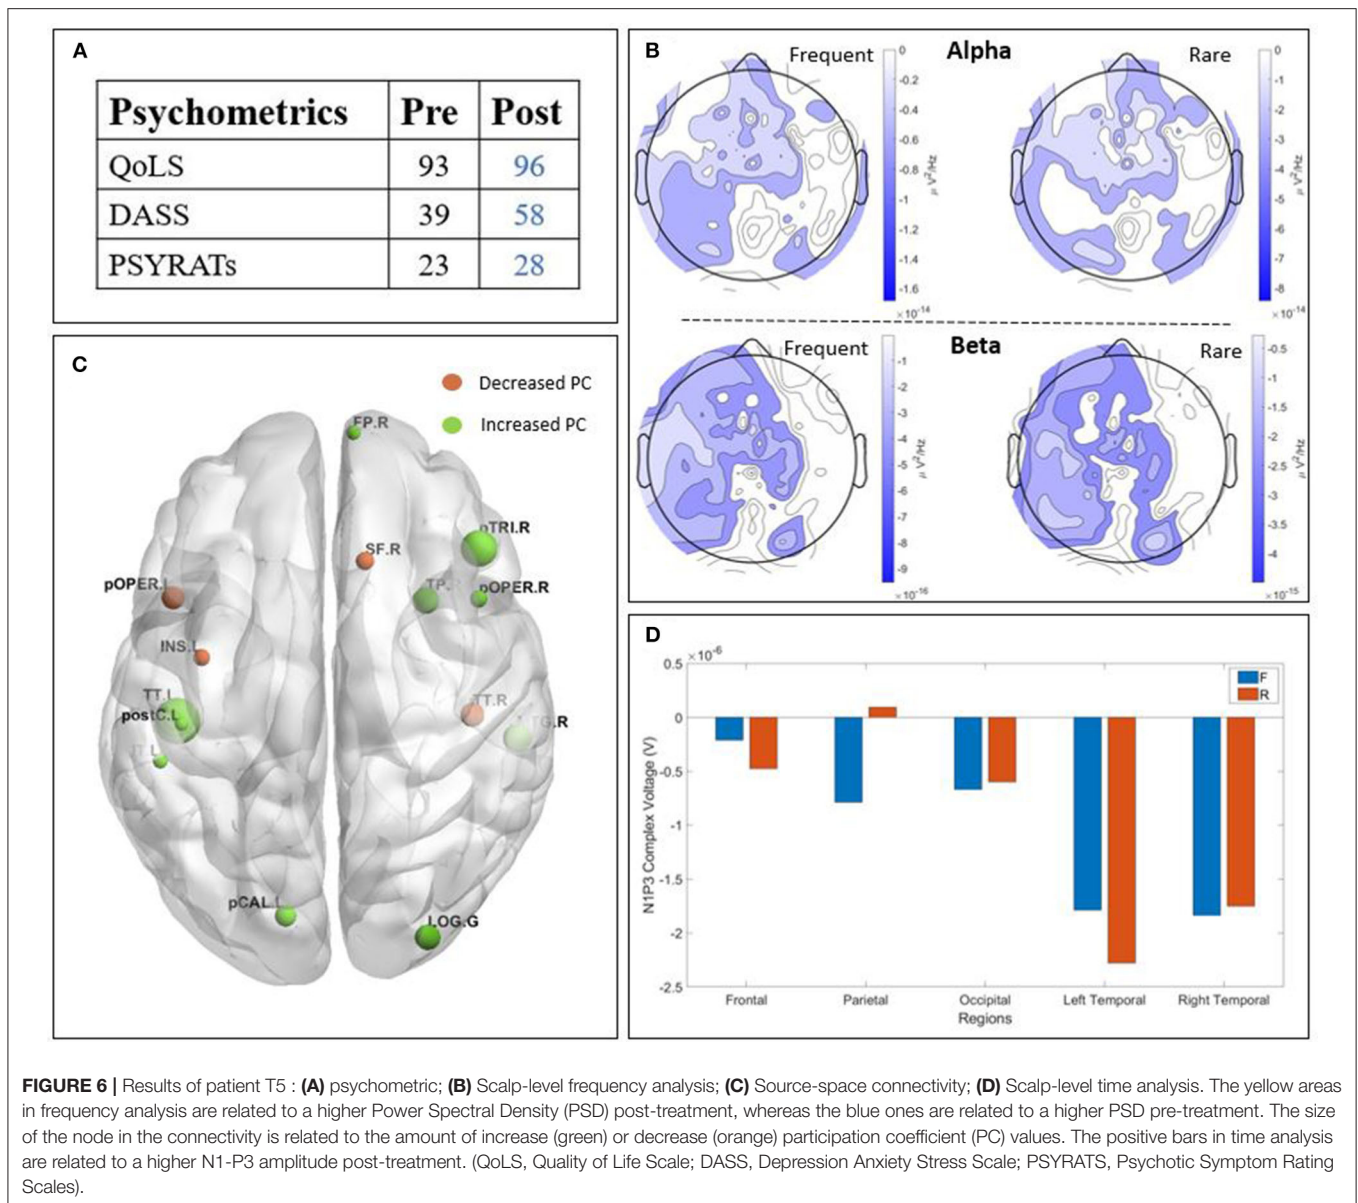 A
Psychometrics Pre Post
QoLS 93 96
DASS 39 58
PSYRATs 23 28
B
Frequent Alpha Rare
0
-0.2
-0.4
-0.6
-0.8
-1
-1.2
-1.4
-1.6
×10⁻¹⁴
μ V²/Hz
0
-1
-2
-3
-4
-5
-6
-7
-8
×10⁻¹⁴
μ V²/Hz
Frequent Beta Rare
-1
-2
-3
-4
-5
-6
-7
-8
-9
×10⁻¹⁶
μ V²/Hz
-0.5
-1
-1.5
-2
-2.5
-3
-3.5
-4
×10⁻¹⁵
μ V²/Hz
C
Decreased PC
Increased PC
FP.R
pTRI.R
SF.R
pOPER.L
pOPER.R
INS.L
TT.L
TT.R
postC.L
pCAL.L
LOG.G
D
×10⁻⁶
0.5
0
-0.5
-1
-1.5
-2
-2.5
N1P3 Complex Voltage (V)
F
R
Frontal Parietal Occipital Left Temporal Right Temporal
Regions
FIGURE 6 | Results of patient T5 : (A) psychometric; (B) Scalp-level frequency analysis; (C) Source-space connectivity; (D) Scalp-level time analysis. The yellow areas
in frequency analysis are related to a higher Power Spectral Density (PSD) post-treatment, whereas the blue ones are related to a higher PSD pre-treatment. The size
of the node in the connectivity is related to the amount of increase (green) or decrease (orange) participation coefficient (PC) values. The positive bars in time analysis
are related to a higher N1-P3 amplitude post-treatment. (QoLS, Quality of Life Scale; DASS, Depression Anxiety Stress Scale; PSYRATS, Psychotic Symptom Rating
Scales).